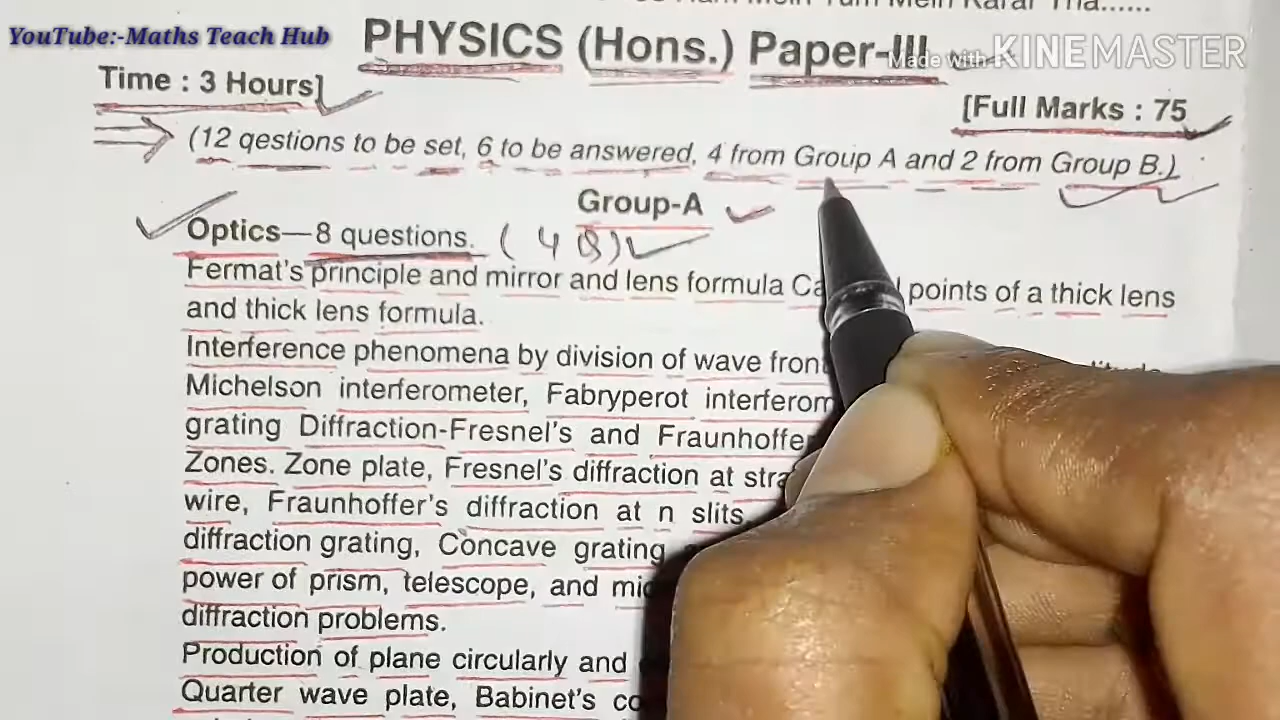 Tum Mein Karar Tha......
YouTube:-Maths Teach Hub
PHYSICS (Hons.) Paper-III
Made with KINEMASTER
Time : 3 Hours]
[Full Marks : 75
(12 qestions to be set, 6 to be answered, 4 from Group A and 2 from Group B.)
Group-A
Optics—8 questions. ( 4 Q )
Fermat's principle and mirror and lens formula points of a thick lens
and thick lens formula.
Interference phenomena by division of wave front
Michelson interferometer, Fabryperot
grating Diffraction-Fresnel's and
Zones. Zone plate, Fresnel's diffraction at
wire, Fraunhoffer's diffraction at n slits
diffraction grating, Concave grating
power of prism, telescope, and
diffraction problems.
Production of plane circularly and
Quarter wave plate, Babinet's